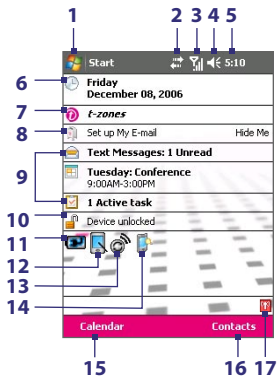 1 2 3 4 5
Start 5:10
6 Friday
December 08, 2006
7 t-zones
8 Set up My E-mail Hide Me
Text Messages: 1 Unread
9 Tuesday: Conference
9:00AM-3:00PM
1 Active task
10 Device unlocked
11
12
13
14
Calendar Contacts
15 16 17